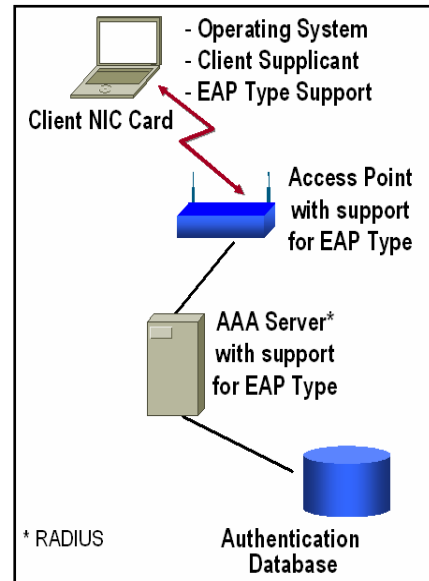 - Operating System
- Client Supplicant
- EAP Type Support
Client NIC Card
Access Point
with support
for EAP Type
AAA Server*
with support
for EAP Type
* RADIUS
Authentication
Database